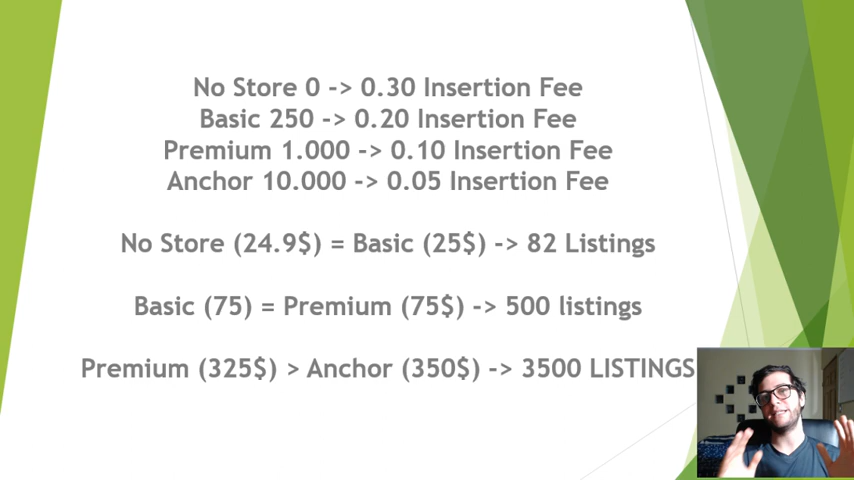 No Store 0 -> 0.30 Insertion Fee
Basic 250 -> 0.20 Insertion Fee
Premium 1.000 -> 0.10 Insertion Fee
Anchor 10.000 -> 0.05 Insertion Fee
No Store (24.9$) = Basic (25$) -> 82 Listings
Basic (75) = Premium (75$) -> 500 listings
Premium (325$) > Anchor (350$) -> 3500 LISTINGS